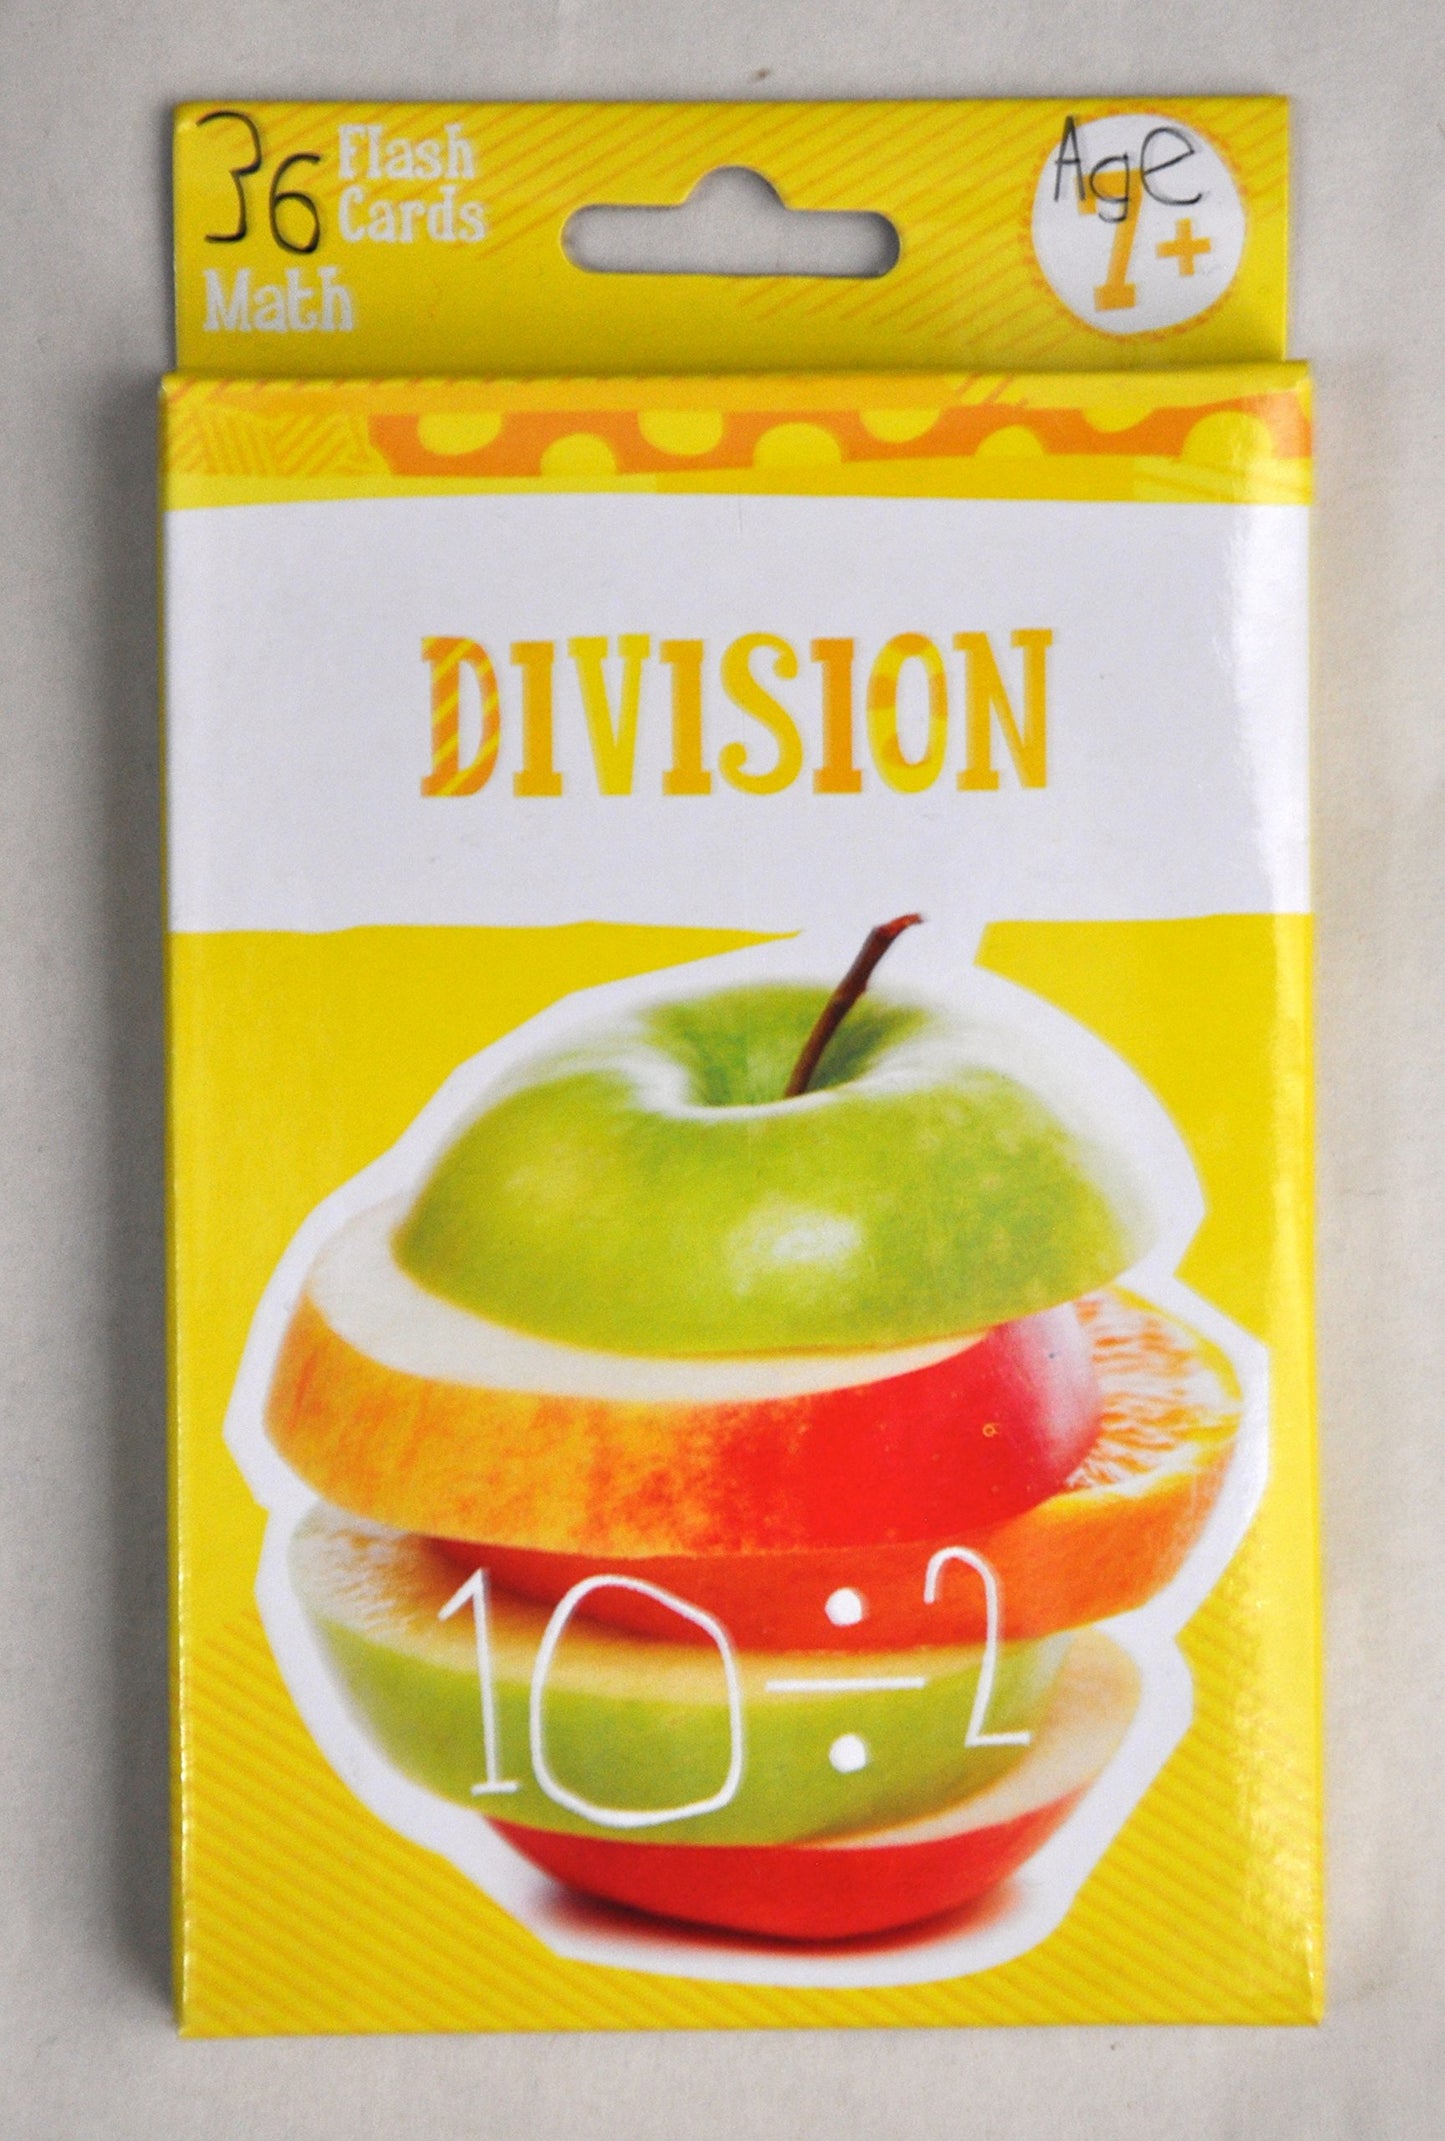 36 Flash
Cards
Math
Age
7+
DIVISION
10÷2